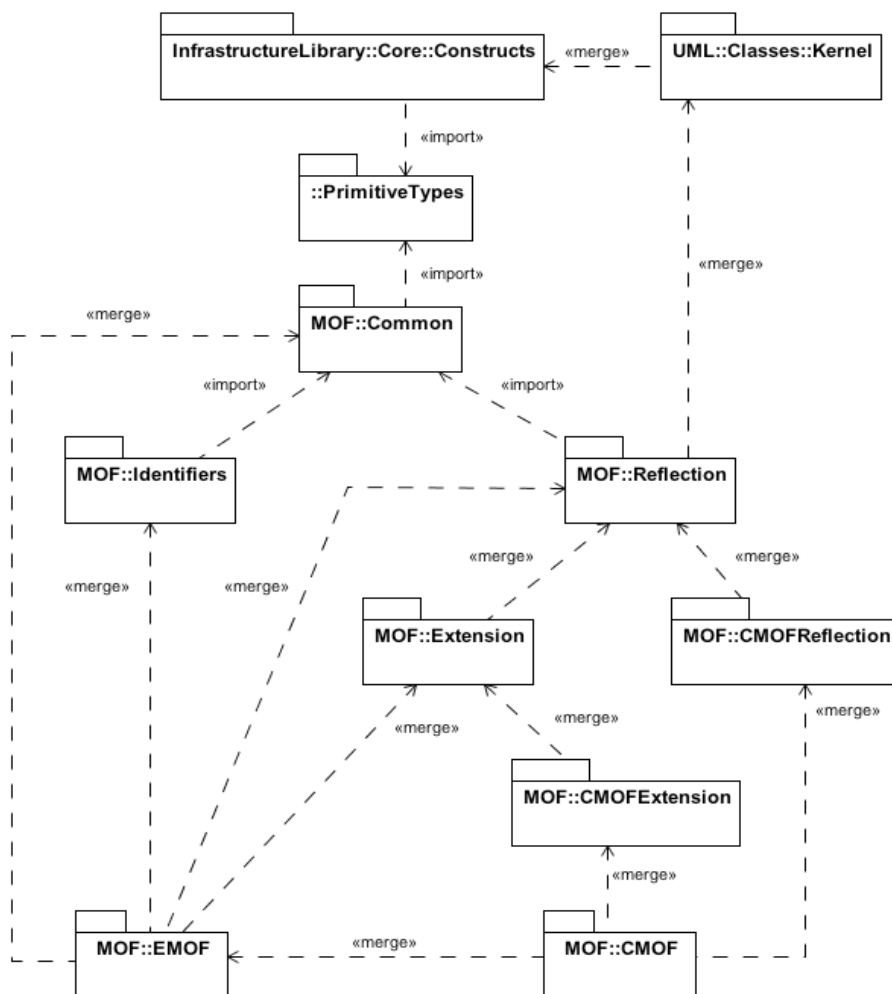 InfrastructureLibrary::Core::Constructs
«merge»
UML::Classes::Kernel
«import»
::PrimitiveTypes
«import»
«merge»
«merge»
MOF::Common
«import»
«import»
MOF::Identifiers
MOF::Reflection
«merge»
«merge»
«merge»
«merge»
MOF::Extension
MOF::CMOFReflection
«merge»
«merge»
«merge»
MOF::CMOFExtension
«merge»
MOF::EMOF
«merge»
MOF::CMOF